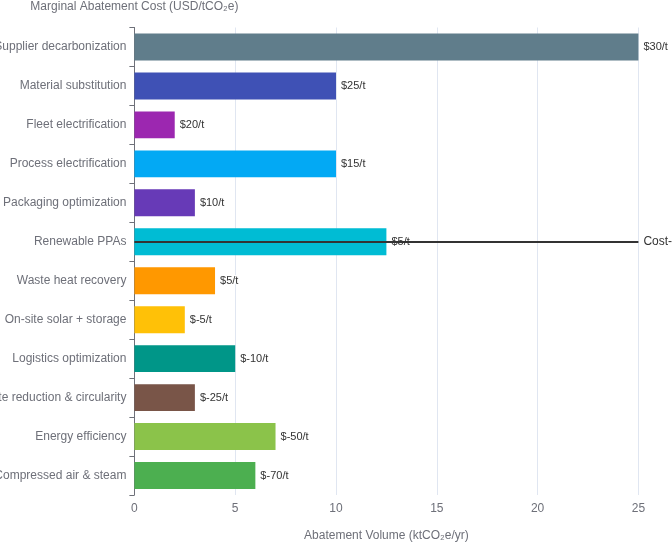 Marginal Abatement Cost (USD/tCO₂e)
Supplier decarbonization $30/t
Material substitution $25/t
Fleet electrification $20/t
Process electrification $15/t
Packaging optimization $10/t
Renewable PPAs $5/t Cost-
Waste heat recovery $5/t
On-site solar + storage $-5/t
Logistics optimization $-10/t
te reduction & circularity $-25/t
Energy efficiency $-50/t
Compressed air & steam $-70/t
0 5 10 15 20 25
Abatement Volume (ktCO₂e/yr)